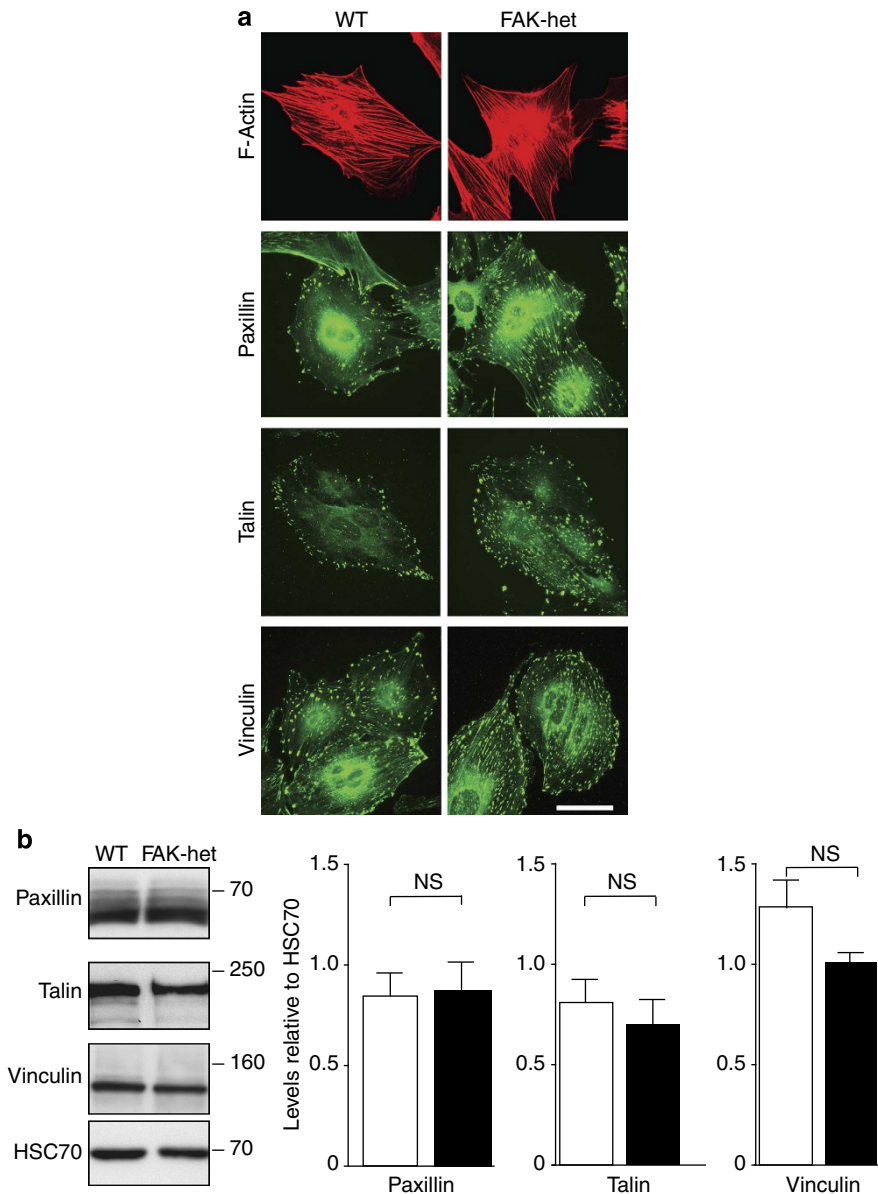 a
WT FAK-het
F-Actin
Paxillin
Talin
Vinculin
b
WT FAK-het
Paxillin – 70
Talin – 250
Vinculin – 160
HSC70 – 70
Levels relative to HSC70
1.5
1.0
0.5
0
NS
Paxillin
1.5
1.0
0.5
0
NS
Talin
1.5
1.0
0.5
0
NS
Vinculin